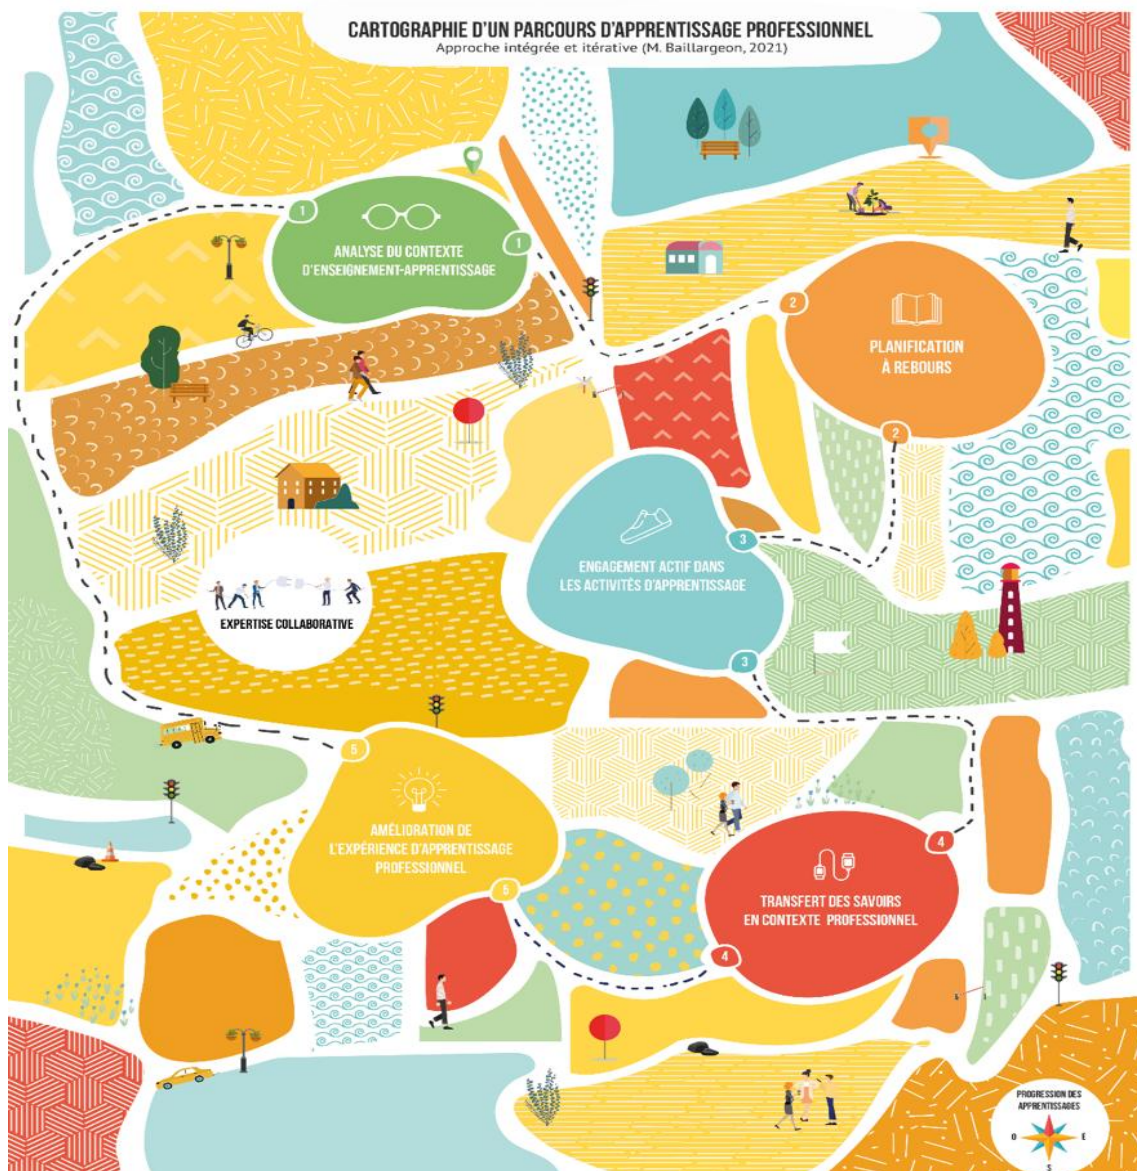 CARTOGRAPHIE D'UN PARCOURS D'APPRENTISSAGE PROFESSIONNEL
Approche intégrée et itérative (M. Baillargeon, 2021)
1
ANALYSE DU CONTEXTE
D'ENSEIGNEMENT-APPRENTISSAGE
1
2
PLANIFICATION
À REBOURS
2
3
ENGAGEMENT ACTIF DANS
LES ACTIVITÉS D'APPRENTISSAGE
3
EXPERTISE COLLABORATIVE
5
AMÉLIORATION DE
L'EXPÉRIENCE D'APPRENTISSAGE
PROFESSIONNEL
5
4
TRANSFERT DES SAVOIRS
EN CONTEXTE PROFESSIONNEL
4
PROGRESSION DES
APPRENTISSAGES
O E
S